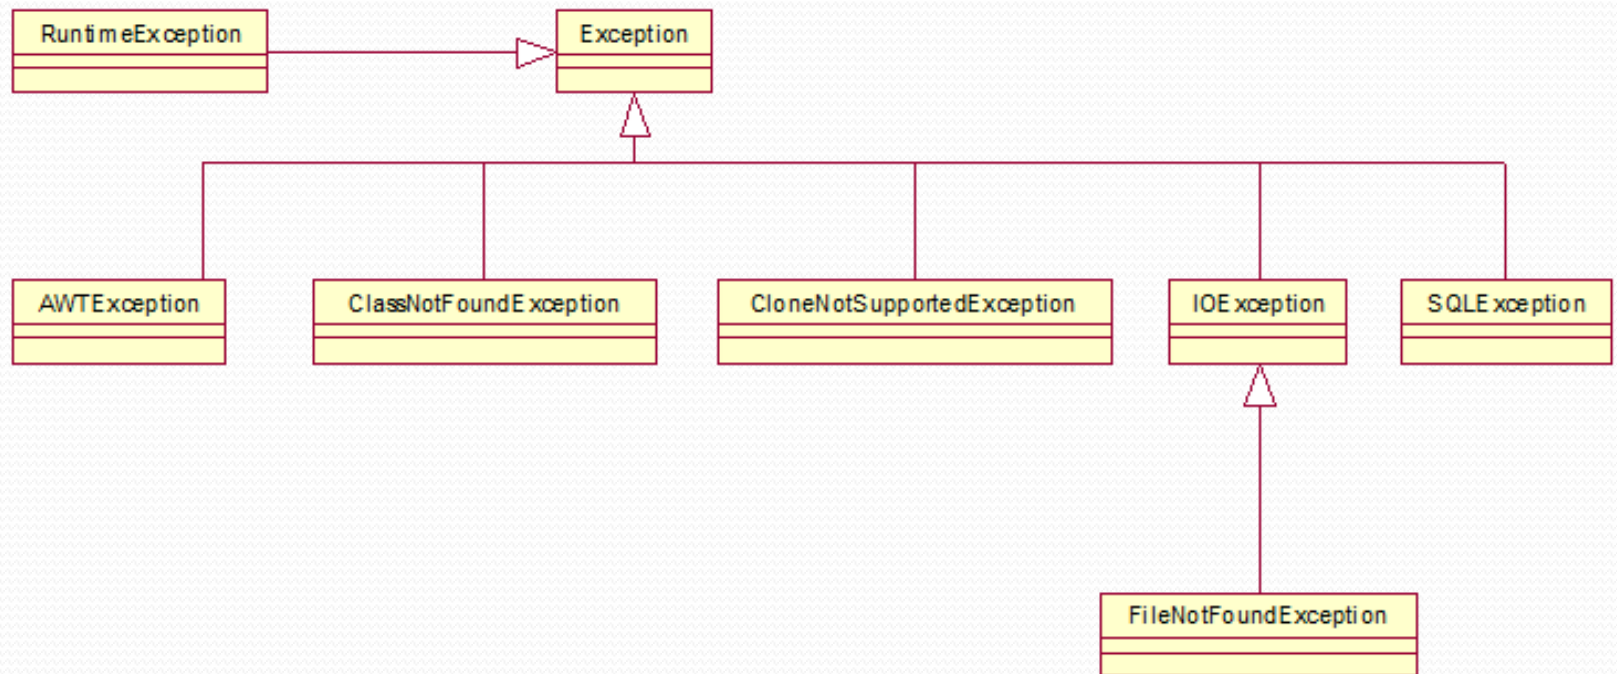 RuntimeException
Exception
AWTException
ClassNotFoundException
CloneNotSupportedException
IOException
SQLException
FileNotFoundException